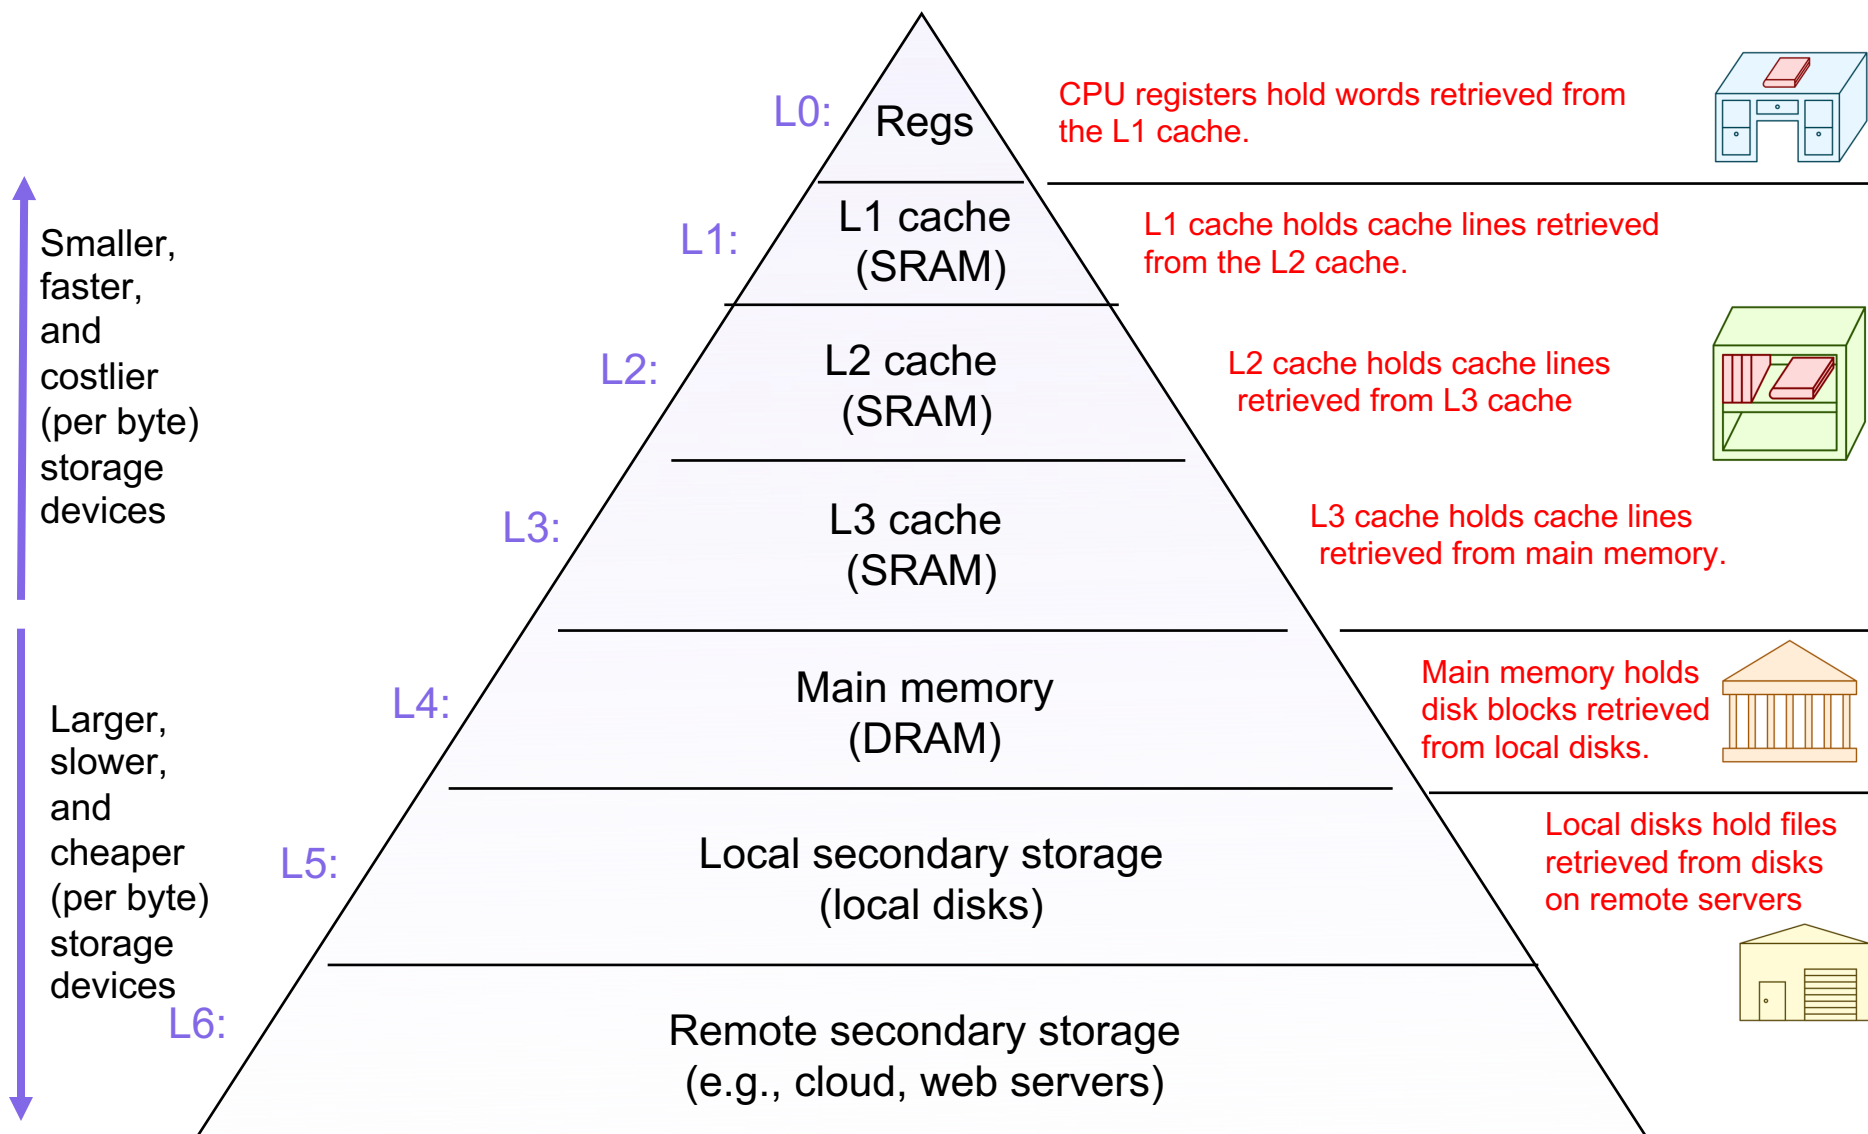 L0:
Regs
CPU registers hold words retrieved from
the L1 cache.
L1:
L1 cache
(SRAM)
L1 cache holds cache lines retrieved
from the L2 cache.
Smaller,
faster,
and
costlier
(per byte)
storage
devices
L2:
L2 cache
(SRAM)
L2 cache holds cache lines
retrieved from L3 cache
L3:
L3 cache
(SRAM)
L3 cache holds cache lines
retrieved from main memory.
L4:
Main memory
(DRAM)
Main memory holds
disk blocks retrieved
from local disks.
Larger,
slower,
and
cheaper
(per byte)
storage
devices
L5:
Local secondary storage
(local disks)
Local disks hold files
retrieved from disks
on remote servers
L6:
Remote secondary storage
(e.g., cloud, web servers)